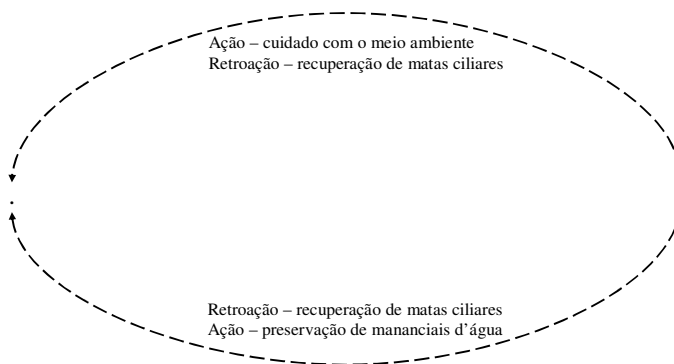 Ação – cuidado com o meio ambiente
Retroação – recuperação de matas ciliares
Retroação – recuperação de matas ciliares
Ação – preservação de mananciais d'água